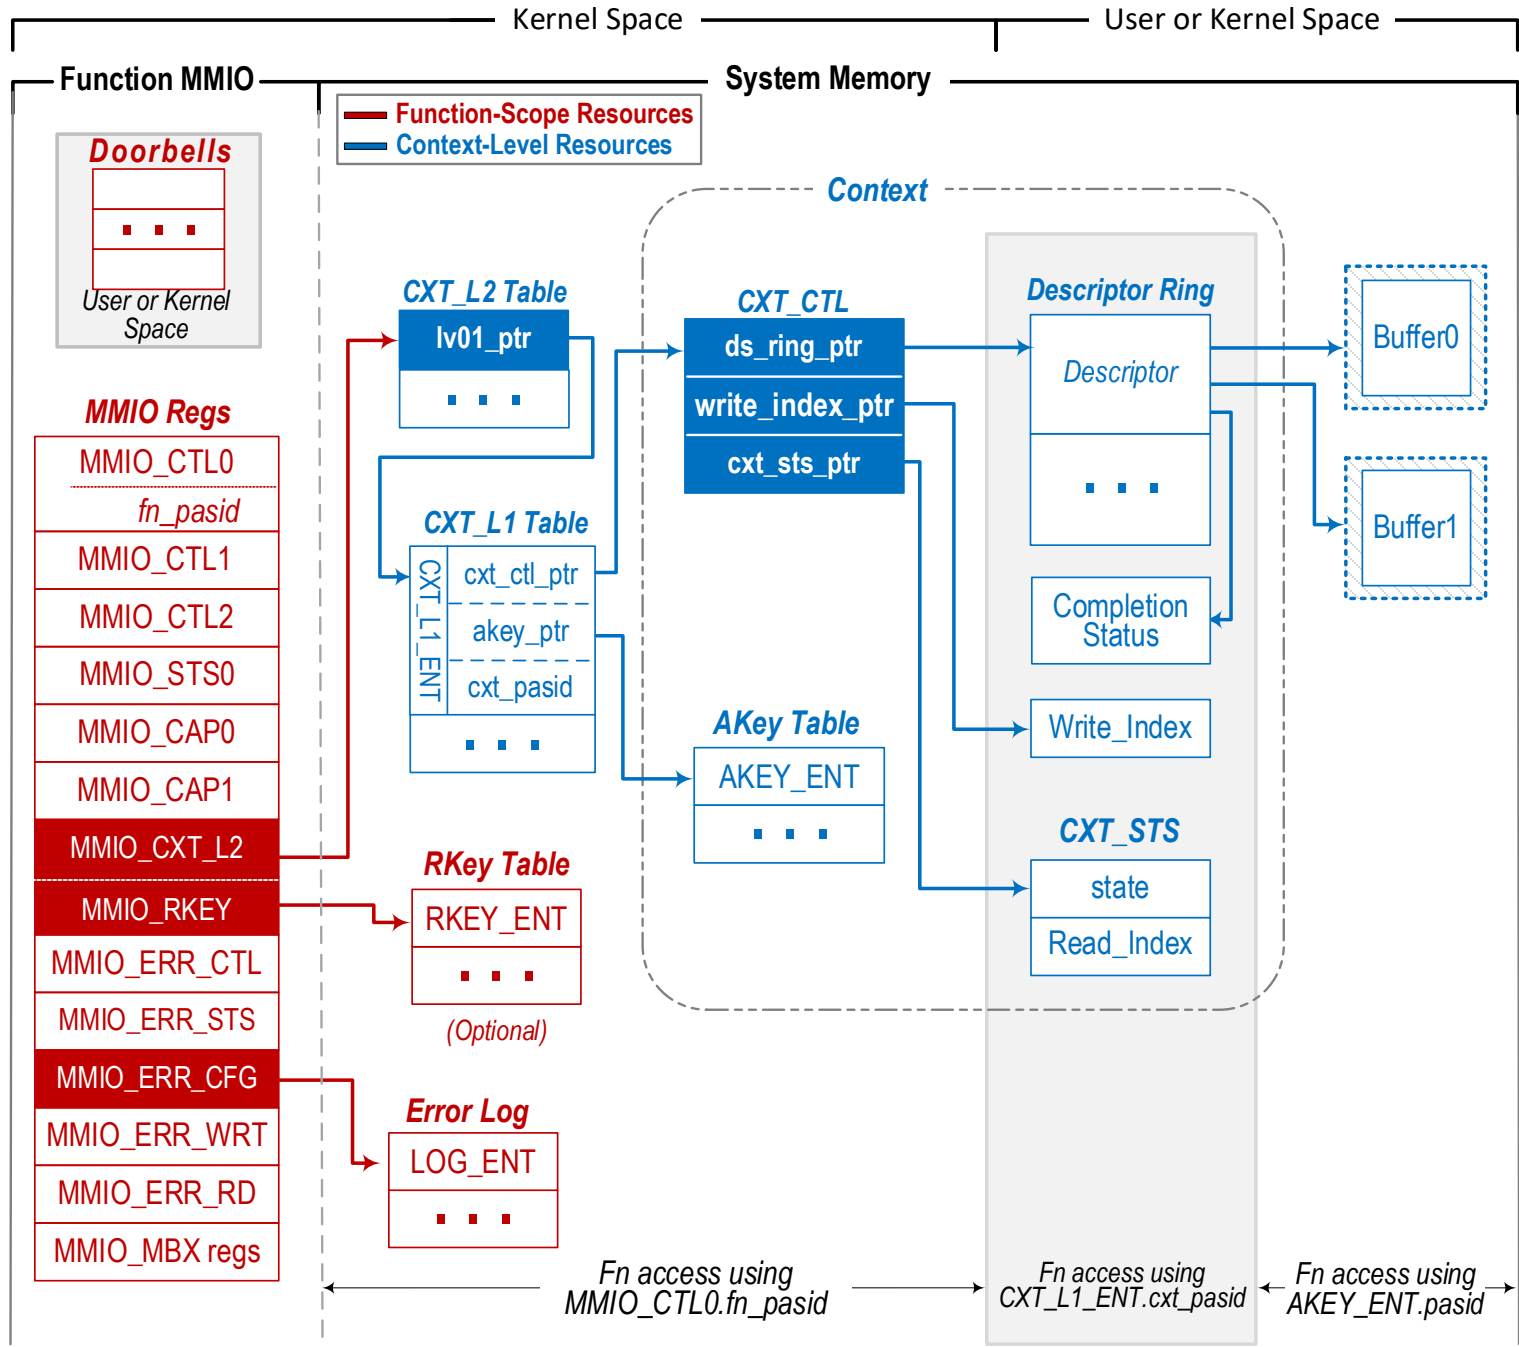 Kernel Space
User or Kernel Space
Function MMIO
System Memory
Function-Scope Resources
Context-Level Resources
Doorbells
User or Kernel
Space
MMIO Regs
MMIO_CTL0
fn_pasid
MMIO_CTL1
MMIO_CTL2
MMIO_STS0
MMIO_CAP0
MMIO_CAP1
MMIO_CXT_L2
MMIO_RKEY
MMIO_ERR_CTL
MMIO_ERR_STS
MMIO_ERR_CFG
MMIO_ERR_WRT
MMIO_ERR_RD
MMIO_MBX regs
CXT_L2 Table
lv01_ptr
CXT_L1 Table
CXT_L1_ENT
cxt_ctl_ptr
akey_ptr
cxt_pasid
RKey Table
RKEY_ENT
(Optional)
Error Log
LOG_ENT
Context
CXT_CTL
ds_ring_ptr
write_index_ptr
cxt_sts_ptr
AKey Table
AKEY_ENT
Descriptor Ring
Descriptor
Completion
Status
Write_Index
CXT_STS
state
Read_Index
Buffer0
Buffer1
Fn access using
MMIO_CTL0.fn_pasid
Fn access using
CXT_L1_ENT.cxt_pasid
Fn access using
AKEY_ENT.pasid